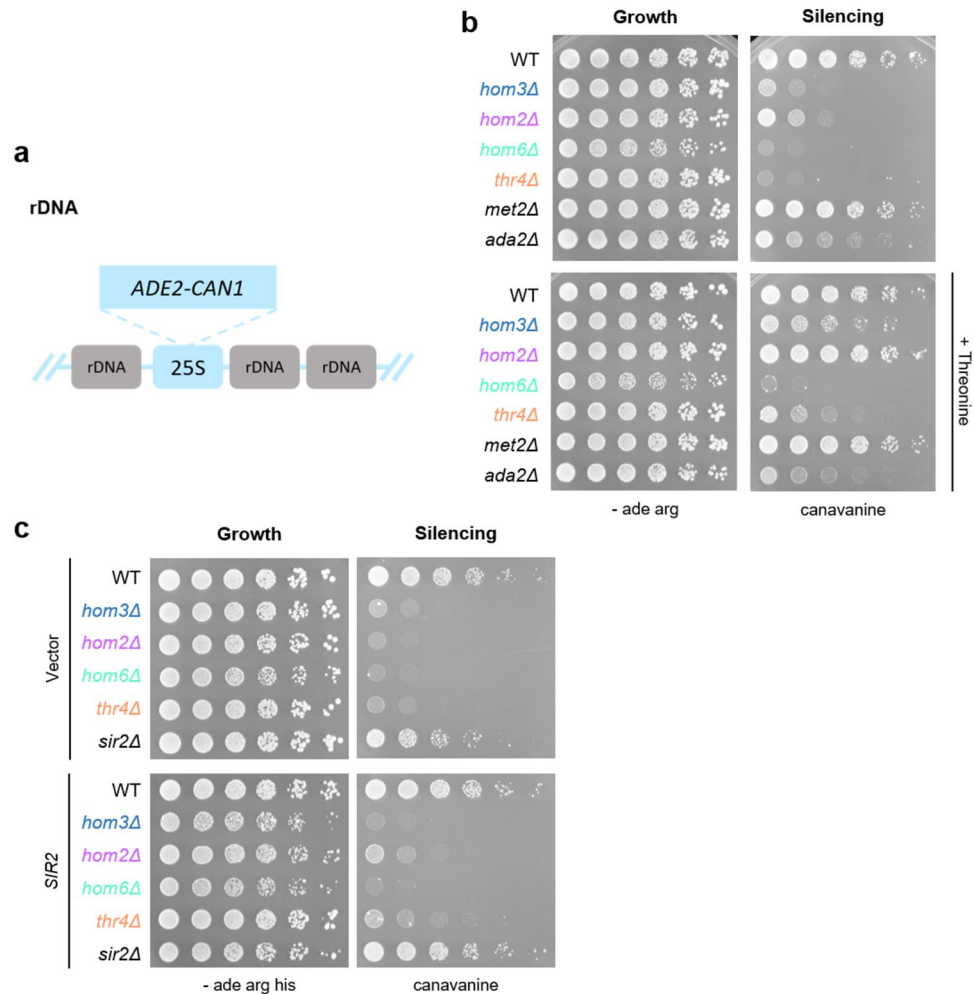 a
rDNA
ADE2-CAN1
rDNA
25S
rDNA
rDNA
b
Growth
Silencing
WT
hom3Δ
hom2Δ
hom6Δ
thr4Δ
met2Δ
ada2Δ
WT
hom3Δ
hom2Δ
hom6Δ
thr4Δ
met2Δ
ada2Δ
+ Threonine
- ade arg
canavanine
c
Growth
Silencing
Vector
WT
hom3Δ
hom2Δ
hom6Δ
thr4Δ
sir2Δ
SIR2
WT
hom3Δ
hom2Δ
hom6Δ
thr4Δ
sir2Δ
- ade arg his
canavanine